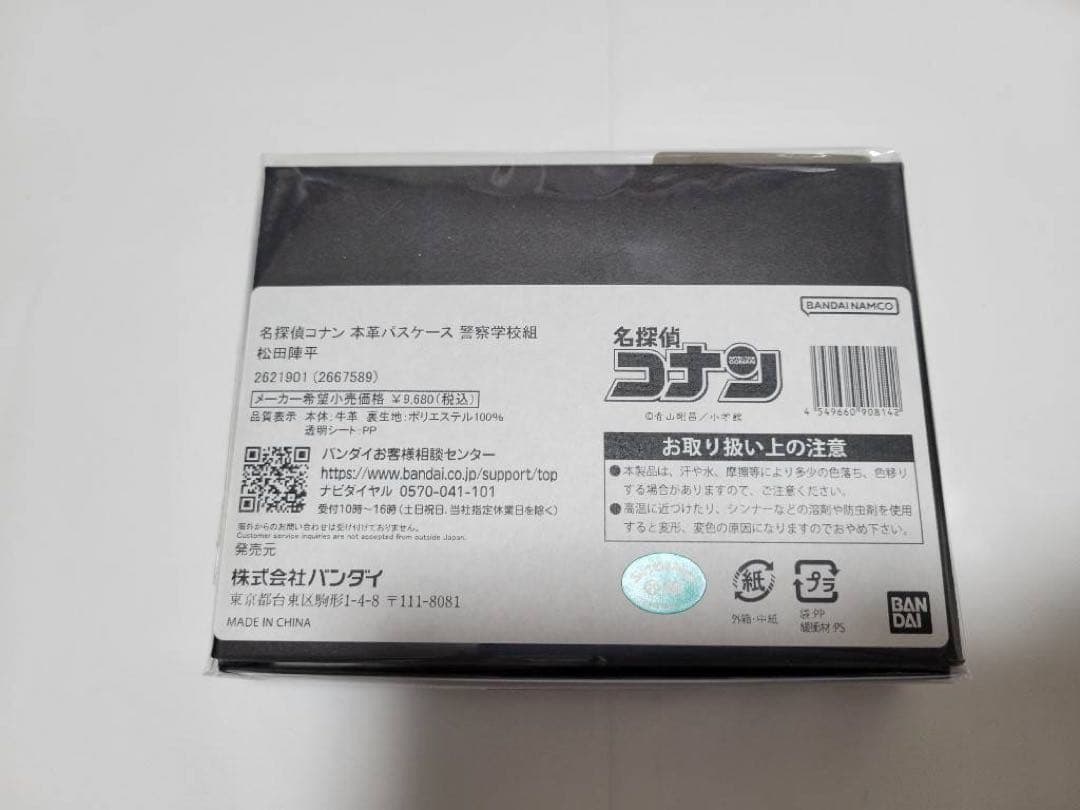 名探偵コナン 本革パスケース 警察学校組
松田陣平
2621901(2667589)
メーカー希望小売価格 ¥9,680(税込)
品質表示 本体:牛革 裏生地:ポリエステル100%
透明シート:PP
バンダイお客様相談センター
https://www.bandai.co.jp/support/top
ナビダイヤル 0570-041-101
受付10時~16時(土日祝日、当社指定休業日を除く)
海外からのお問い合わせは受け付けておりません。
Customer service inquiries are not accepted from outside Japan.
発売元
株式会社バンダイ
東京都台東区駒形1-4-8 〒111-8081
MADE IN CHINA
BANDAI NAMCO
名探偵
コナン
©青山剛昌/小学館
4 549660 908142
お取り扱い上の注意
●本製品は、汗や水、摩擦等により多少の色落ち、色移り
する場合がありますので、ご注意ください。
●高温に近づけたり、シンナーなどの溶剤や防虫剤を使用
すると変形、変色の原因になりますのでおやめ下さい。
紙
外箱・中紙
プラ
袋:PP
緩衝材:PS
BAN
DAI